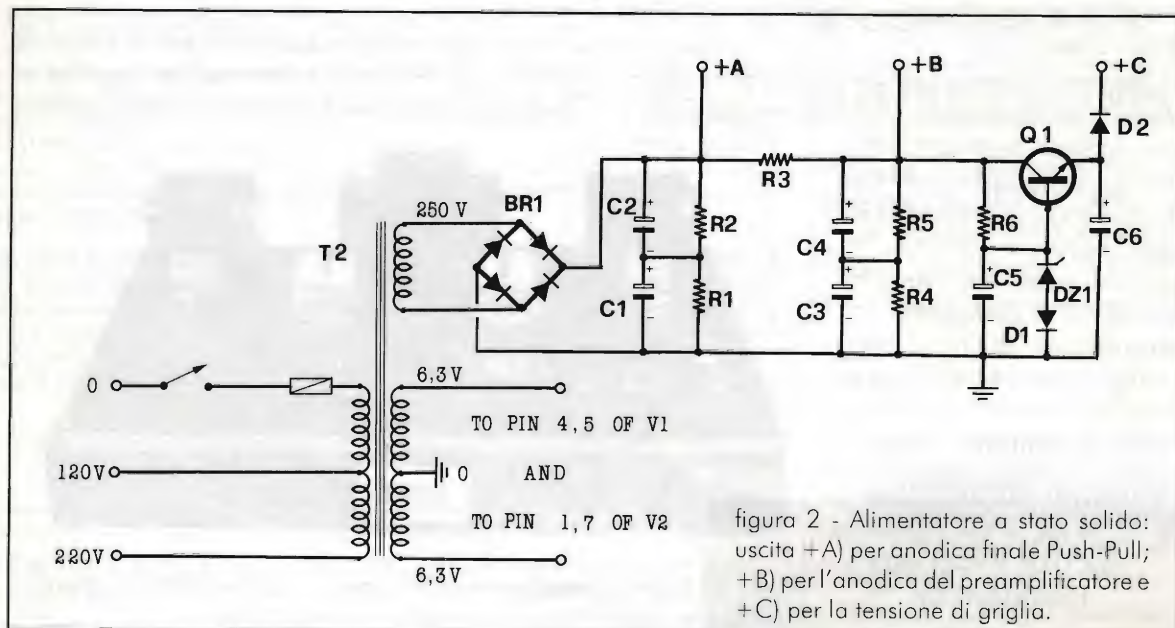 +A
+B
+C
D2
Q1
R3
250 V
BR1
C2
R2
C4
R5
R6
C6
T2
C5
DZ1
C1
R1
C3
R4
D1
0
6,3V
TO PIN 4,5 OF V1
120V
0
AND
TO PIN 1,7 OF V2
220V
6,3V
figura 2 - Alimentatore a stato solido:
uscita +A) per anodica finale Push-Pull;
+B) per l'anodica del preamplificatore e
+C) per la tensione di griglia.